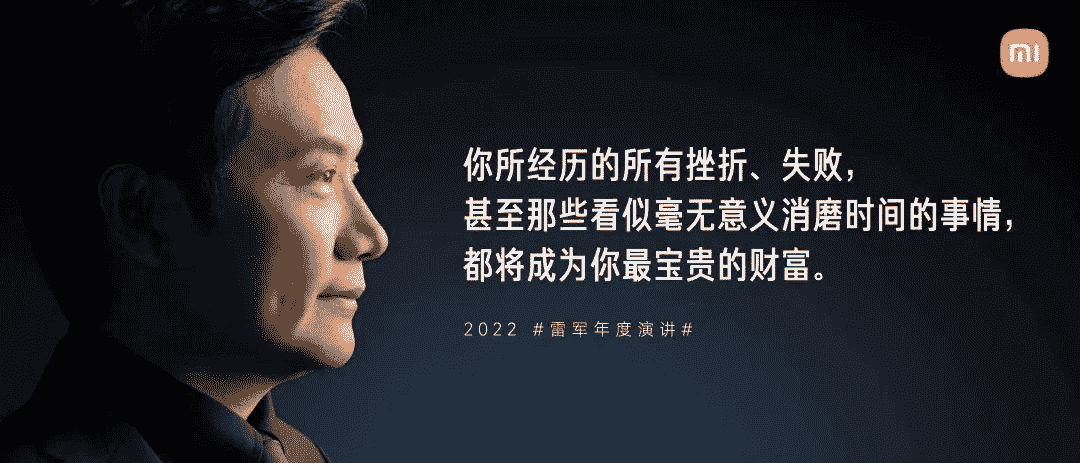 mi
你所经历的所有挫折、失败，
甚至那些看似毫无意义消磨时间的事情，
都将成为你最宝贵的财富。
2022 #雷军年度演讲#